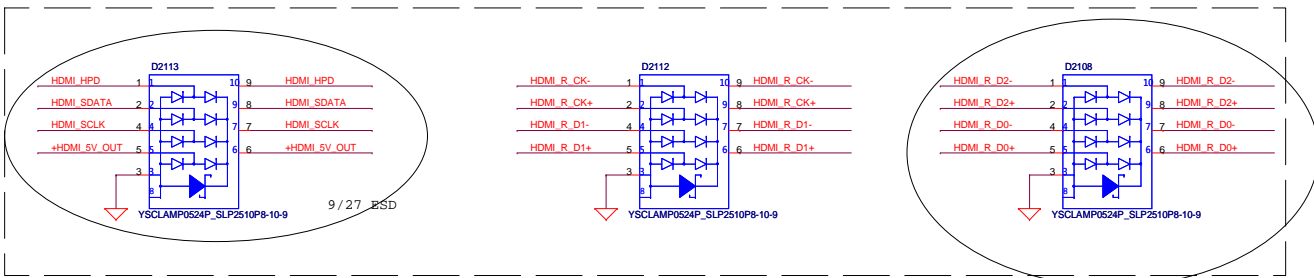 D2113
HDMI_HPD 1 1 10 9 HDMI_HPD
HDMI_SDATA 2 2 9 8 HDMI_SDATA
HDMI_SCLK 4 4 7 7 HDMI_SCLK
+HDMI_5V_OUT 5 5 6 6 +HDMI_5V_OUT
3 3
8
9/27 ESD
YSCLAMP0524P_SLP2510P8-10-9
D2112
HDMI_R_CK- 1 1 10 9 HDMI_R_CK-
HDMI_R_CK+ 2 2 9 8 HDMI_R_CK+
HDMI_R_D1- 4 4 7 7 HDMI_R_D1-
HDMI_R_D1+ 5 5 6 6 HDMI_R_D1+
3 3
8
YSCLAMP0524P_SLP2510P8-10-9
D2108
HDMI_R_D2- 1 1 10 9 HDMI_R_D2-
HDMI_R_D2+ 2 2 9 8 HDMI_R_D2+
HDMI_R_D0- 4 4 7 7 HDMI_R_D0-
HDMI_R_D0+ 5 5 6 6 HDMI_R_D0+
3 3
8
YSCLAMP0524P_SLP2510P8-10-9